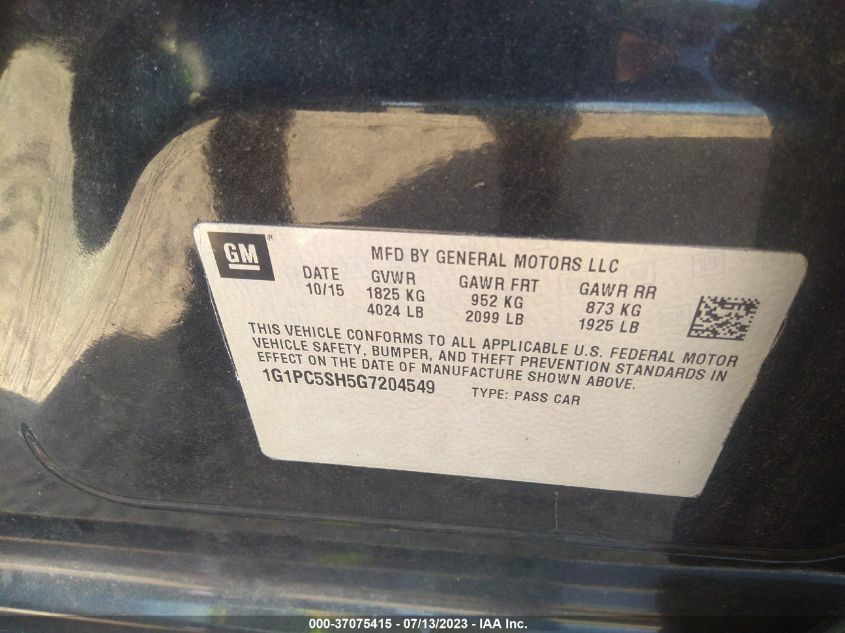 GM®
MFD BY GENERAL MOTORS LLC
DATE GVWR GAWR FRT GAWR RR
10/15 1825 KG 952 KG 873 KG
4024 LB 2099 LB 1925 LB
THIS VEHICLE CONFORMS TO ALL APPLICABLE U.S. FEDERAL MOTOR
VEHICLE SAFETY, BUMPER, AND THEFT PREVENTION STANDARDS IN
EFFECT ON THE DATE OF MANUFACTURE SHOWN ABOVE.
1G1PC5SH5G7204549 TYPE: PASS CAR
000-37075415 - 07/13/2023 - IAA Inc.